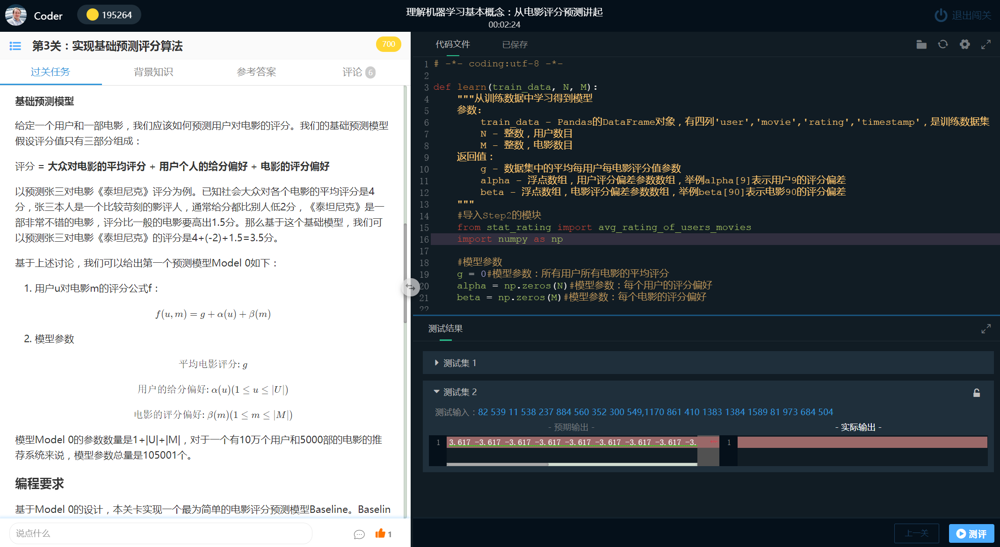 Coder
195264
理解机器学习基本概念：从电影评分预测讲起
00:02:24
退出闯关
第3关：实现基础预测评分算法
700
过关任务
背景知识
参考答案
评论 6
基础预测模型
给定一个用户和一部电影，我们应该如何预测用户对电影的评分。我们的基础预测模型
假设评分值只有三部分组成：
评分 = 大众对电影的平均评分 + 用户个人的给分偏好 + 电影的评分偏好
以预测张三对电影《泰坦尼克》评分为例。已知社会大众对各个电影的平均评分是4
分，张三本人是一个比较苛刻的影评人，通常给分都比别人低2分，《泰坦尼克》是一
部非常不错的电影，评分比一般的电影要高出1.5分。那么基于这个基础模型，我们可
以预测张三对电影《泰坦尼克》的评分是4+(-2)+1.5=3.5分。
基于上述讨论，我们可以给出第一个预测模型Model 0如下：
1. 用户u对电影m的评分公式f：
f(u, m) = g + α(u) + β(m)
2. 模型参数
平均电影评分: g
用户的给分偏好: α(u)(1 ≤ u ≤ |U|)
电影的评分偏好: β(m)(1 ≤ m ≤ |M|)
模型Model 0的参数数量是1+|U|+|M|，对于一个有10万个用户和5000部的电影的推
荐系统来说，模型参数总量是105001个。
编程要求
基于Model 0的设计，本关卡实现一个最为简单的电影评分预测模型Baseline。Baselin
说点什么
1
代码文件
已保存
1 # -*- coding:utf-8 -*-
2
3 def learn(train_data, N, M):
4 """从训练数据中学习得到模型
5 参数:
6 train_data - Pandas的DataFrame对象，有四列'user','movie','rating','timestamp'，是训练数据集
7 N - 整数，用户数目
8 M - 整数，电影数目
9 返回值：
10 g - 数据集中的平均每用户每电影评分值参数
11 alpha - 浮点数组，用户评分偏差参数数组，举例alpha[9]表示用户9的评分偏差
12 beta - 浮点数组，电影评分偏差参数数组，举例beta[90]表示电影90的评分偏差
13 """
14 #导入Step2的模块
15 from stat_rating import avg_rating_of_users_movies
16 import numpy as np
17
18 #模型参数
19 g = 0#模型参数：所有用户所有电影的平均评分
20 alpha = np.zeros(N)#模型参数：每个用户的评分偏好
21 beta = np.zeros(M)#模型参数：每个电影的评分偏好
22
测试结果
测试集 1
测试集 2
测试输入：82 539 11 538 237 884 560 352 300 549,1170 861 410 1383 1384 1589 81 973 684 504
- 预期输出 -
- 实际输出 -
1 3.617 -3.617 -3.617 -3.617 -3.617 -3.617 -3.617 -3.617 -3.
1
上一关
测评